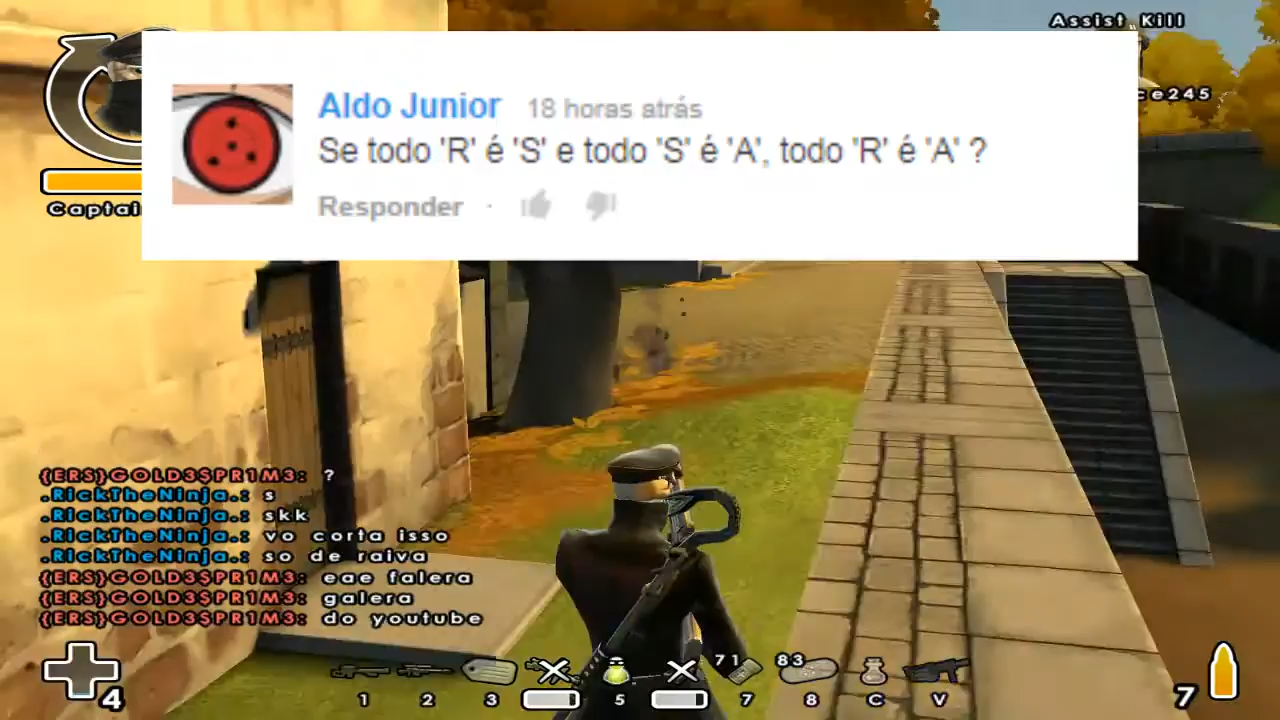 Assist Kill
ce245
Aldo Junior 18 horas atrás
Se todo 'R' é 'S' e todo 'S' é 'A', todo 'R' é 'A' ?
Responder ·
Captai
{ERS}GOLD3$PR1M3: ?
.RickTheNinja.: s
.RickTheNinja.: skk
.RickTheNinja.: vo corta isso
.RickTheNinja.: so de raiva
{ERS}GOLD3$PR1M3: eae falera
{ERS}GOLD3$PR1M3: galera
{ERS}GOLD3$PR1M3: do youtube
71 83
4 1 2 3 5 7 8 C V 7